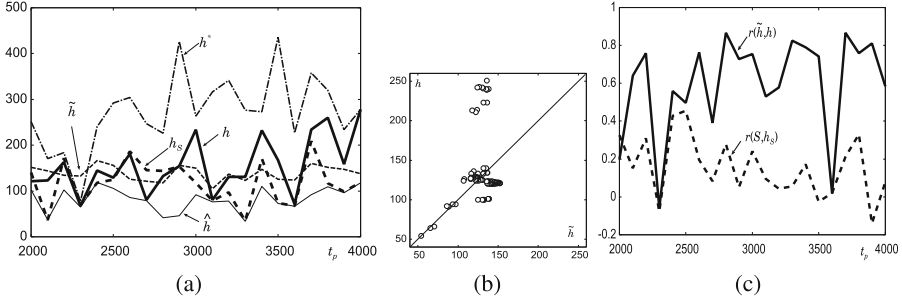 (a)
500
400
300
200
100
0
h*
h̃
h_S
h
ĥ
2000 2500 3000 3500 t_p 4000
(a)
h
250
200
150
100
50
50 100 150 200 h̃ 250
(b)
(c)
1
0.8
0.6
0.4
0.2
0
-0.2
r(h̃,h)
r(S,h_S)
2000 2500 3000 3500 t_p 4000
(c)